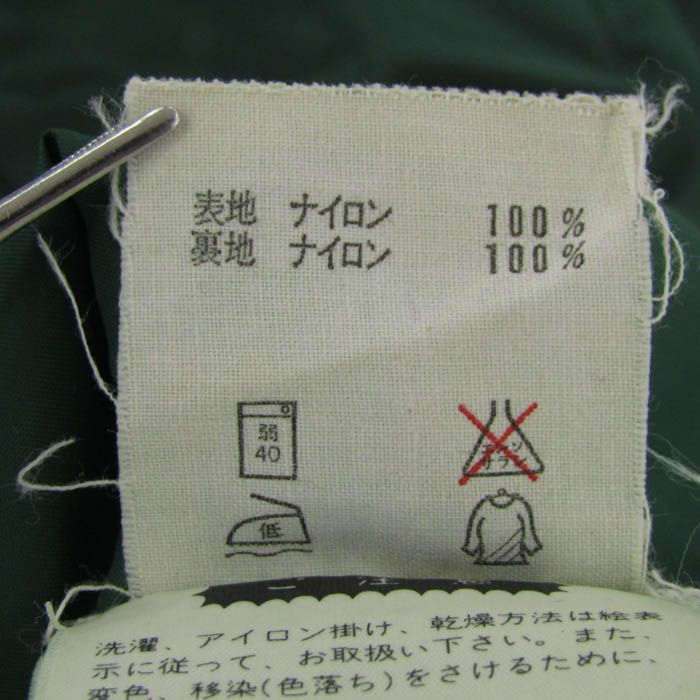 表地 ナイロン 100%
裏地 ナイロン 100%
弱
40
エンソ
サラシ
低
ご注意
洗濯、アイロン掛け、乾燥方法は絵表
示に従って、お取扱い下さい。また、
変色、移染(色落ち)をさけるために、